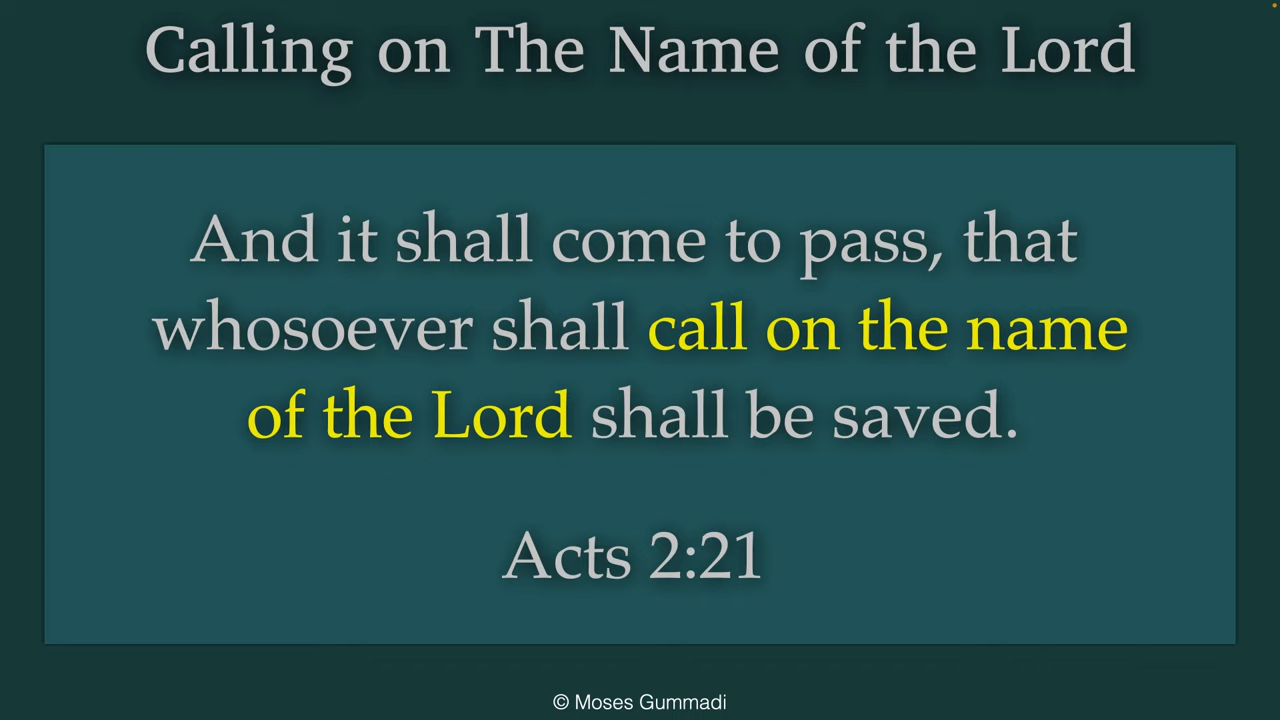 Calling on The Name of the Lord
And it shall come to pass, that
whosoever shall call on the name
of the Lord shall be saved.
Acts 2:21
© Moses Gummadi